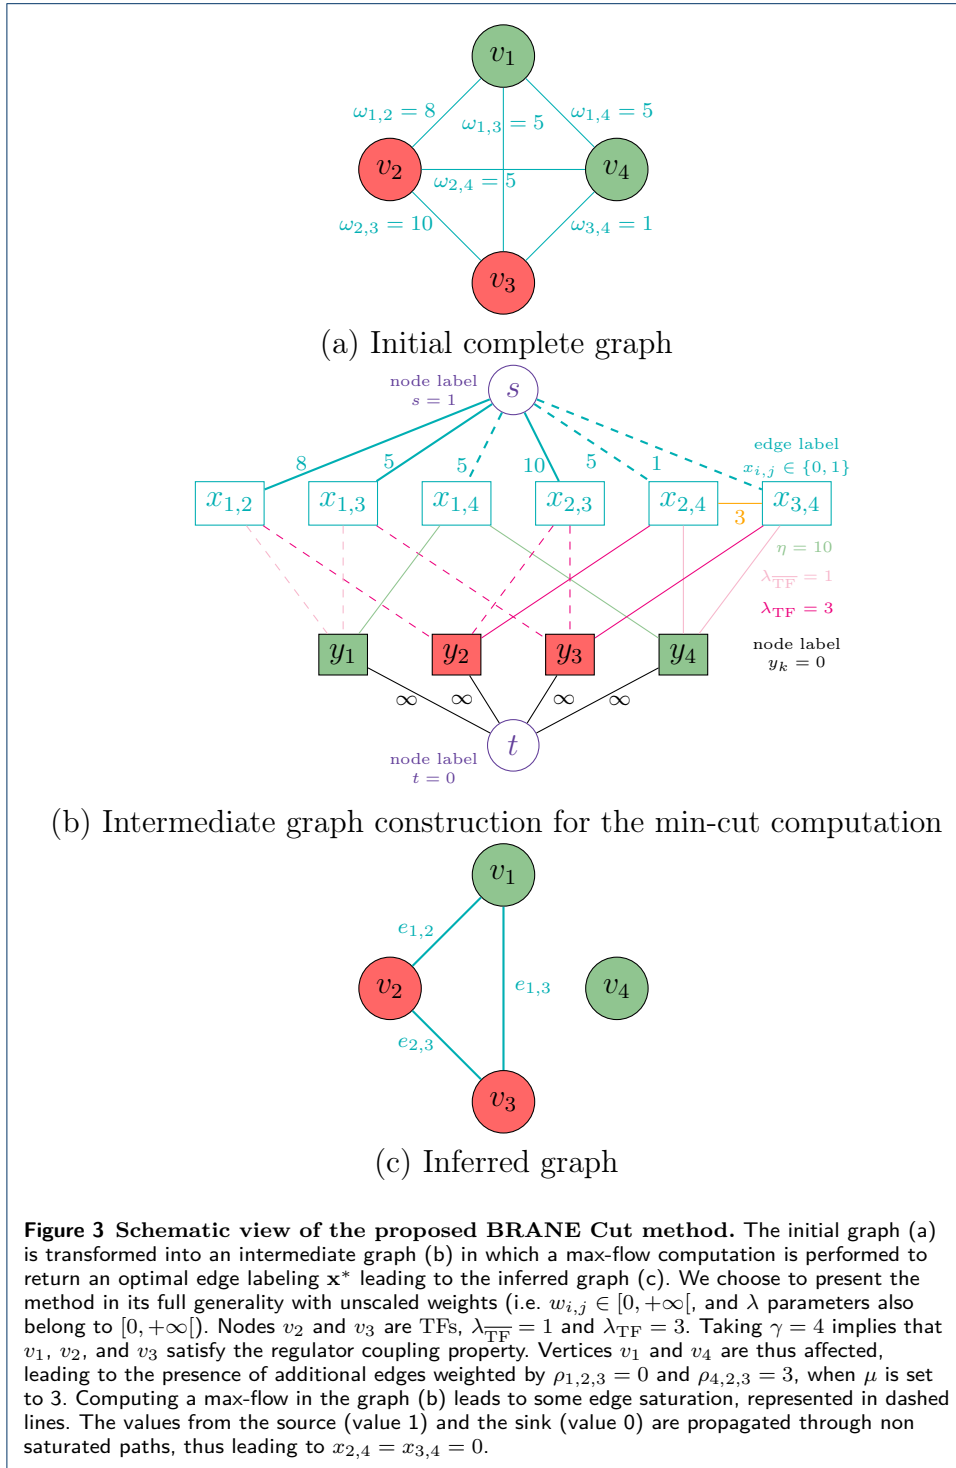 v₁
ω₁,₂ = 8
ω₁,₃ = 5
ω₁,₄ = 5
v₂
v₄
ω₂,₄ = 5
ω₂,₃ = 10
ω₃,₄ = 1
v₃
(a) Initial complete graph
node label
s = 1
s
8
5
5
10
5
1
edge label
xᵢ,ⱼ ∈ {0, 1}
x₁,₂
x₁,₃
x₁,₄
x₂,₃
x₂,₄
x₃,₄
3
η = 10
λ_{\overline{TF}} = 1
λ_{TF} = 3
y₁
y₂
y₃
y₄
node label
yₖ = 0
∞
∞
∞
∞
node label
t = 0
t
(b) Intermediate graph construction for the min-cut computation
v₁
e₁,₂
v₂
e₁,₃
v₄
e₂,₃
v₃
(c) Inferred graph
Figure 3 Schematic view of the proposed BRANE Cut method. The initial graph (a)
is transformed into an intermediate graph (b) in which a max-flow computation is performed to
return an optimal edge labeling x* leading to the inferred graph (c). We choose to present the
method in its full generality with unscaled weights (i.e. wᵢ,ⱼ ∈ [0, +∞[, and λ parameters also
belong to [0, +∞[). Nodes v₂ and v₃ are TFs, λ_{\overline{TF}} = 1 and λ_{TF} = 3. Taking γ = 4 implies that
v₁, v₂, and v₃ satisfy the regulator coupling property. Vertices v₁ and v₄ are thus affected,
leading to the presence of additional edges weighted by ρ₁,₂,₃ = 0 and ρ₄,₂,₃ = 3, when μ is set
to 3. Computing a max-flow in the graph (b) leads to some edge saturation, represented in dashed
lines. The values from the source (value 1) and the sink (value 0) are propagated through non
saturated paths, thus leading to x₂,₄ = x₃,₄ = 0.